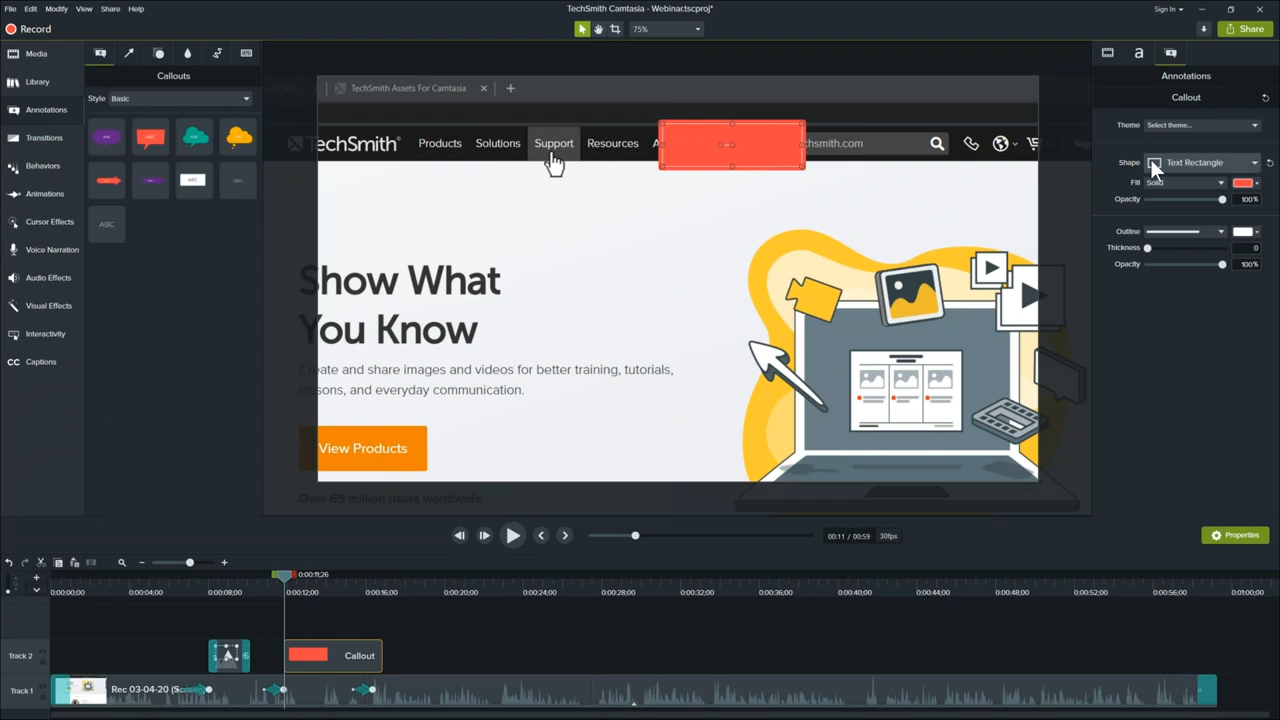 TechSmith Camtasia - Webinar.tscproj*
File Edit Modify View Share Help
Sign In
Record
75%
Share
Media
Library
Annotations
Transitions
Behaviors
Animations
Cursor Effects
Voice Narration
Audio Effects
Visual Effects
Interactivity
CC Captions
Callouts
Style Basic
ABC
ABC
TechSmith Assets For Camtasia
TechSmith® Products Solutions Support Resources A
hsmith.com
Show What
You Know
Create and share images and videos for better training, tutorials,
lessons, and everyday communication.
View Products
Over 65 million users worldwide
a
Annotations
Callout
Theme Select theme...
Shape Text Rectangle
Fill Solid
Opacity 100%
Outline
Thickness 0
Opacity 100%
00:11 / 00:59 30fps
Properties
0:00:11;26
0:00:00;00 0:00:04;00 0:00:08;00 0:00:12;00 0:00:16;00 0:00:20;00 0:00:24;00 0:00:28;00 0:00:32;00 0:00:36;00 0:00:40;00 0:00:44;00 0:00:48;00 0:00:52;00 0:00:56;00 0:01:00;00
Track 2
Callout
Track 1
Rec 03-04-20 (Scre